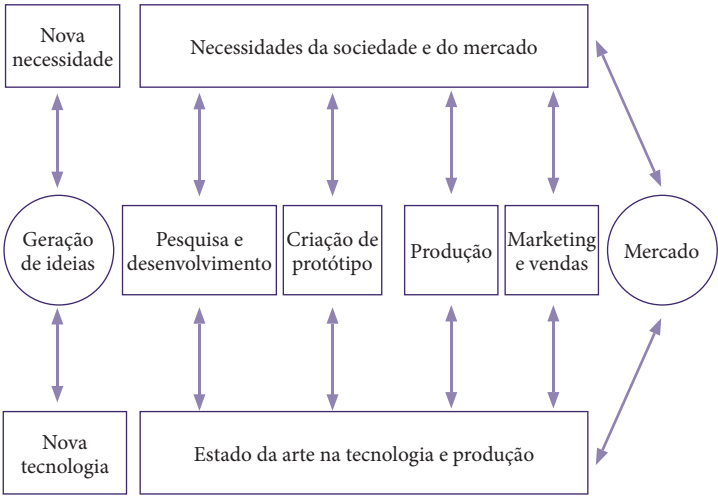 Nova
necessidade
Necessidades da sociedade e do mercado
Geração
de ideias
Pesquisa e
desenvolvimento
Criação de
protótipo
Produção
Marketing
e vendas
Mercado
Nova
tecnologia
Estado da arte na tecnologia e produção